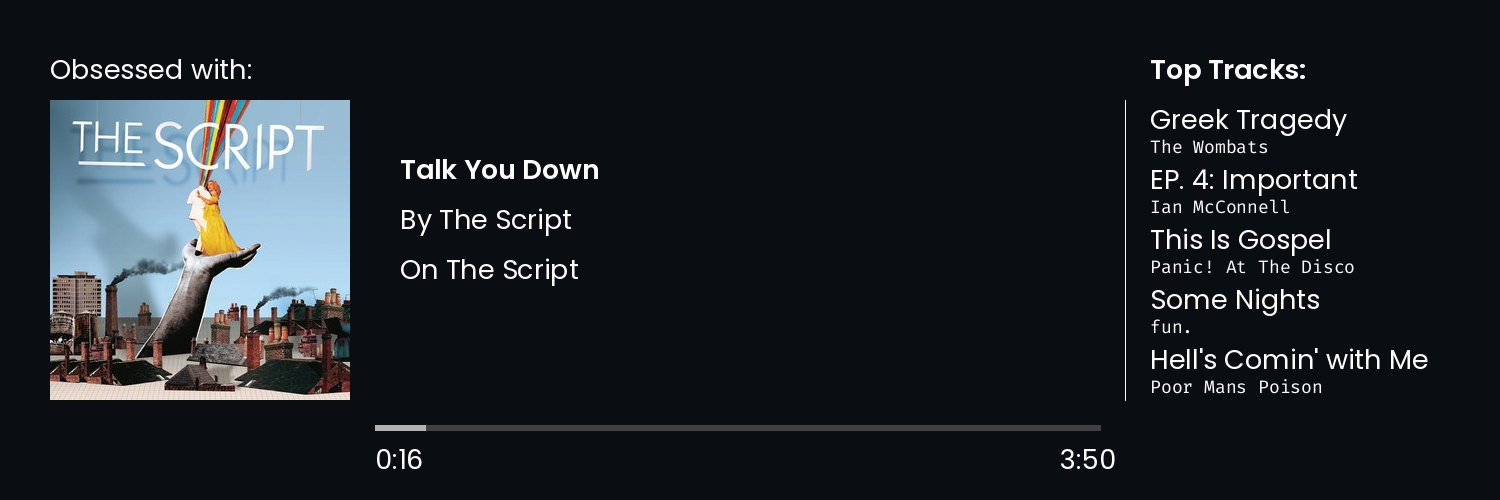 Obsessed with:
THE SCRIPT
Talk You Down
By The Script
On The Script
0:16
3:50
Top Tracks:
Greek Tragedy
The Wombats
EP. 4: Important
Ian McConnell
This Is Gospel
Panic! At The Disco
Some Nights
fun.
Hell's Comin' with Me
Poor Mans Poison